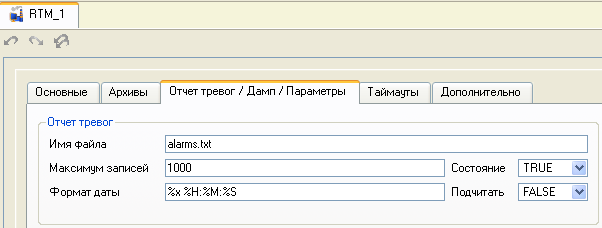 RTM_1
Основные Архивы Отчет тревог / Дамп / Параметры Таймауты Дополнительно
Отчет тревог
Имя файла alarms.txt
Максимум записей 1000 Состояние TRUE
Формат даты %x %H:%M:%S Подчитать FALSE